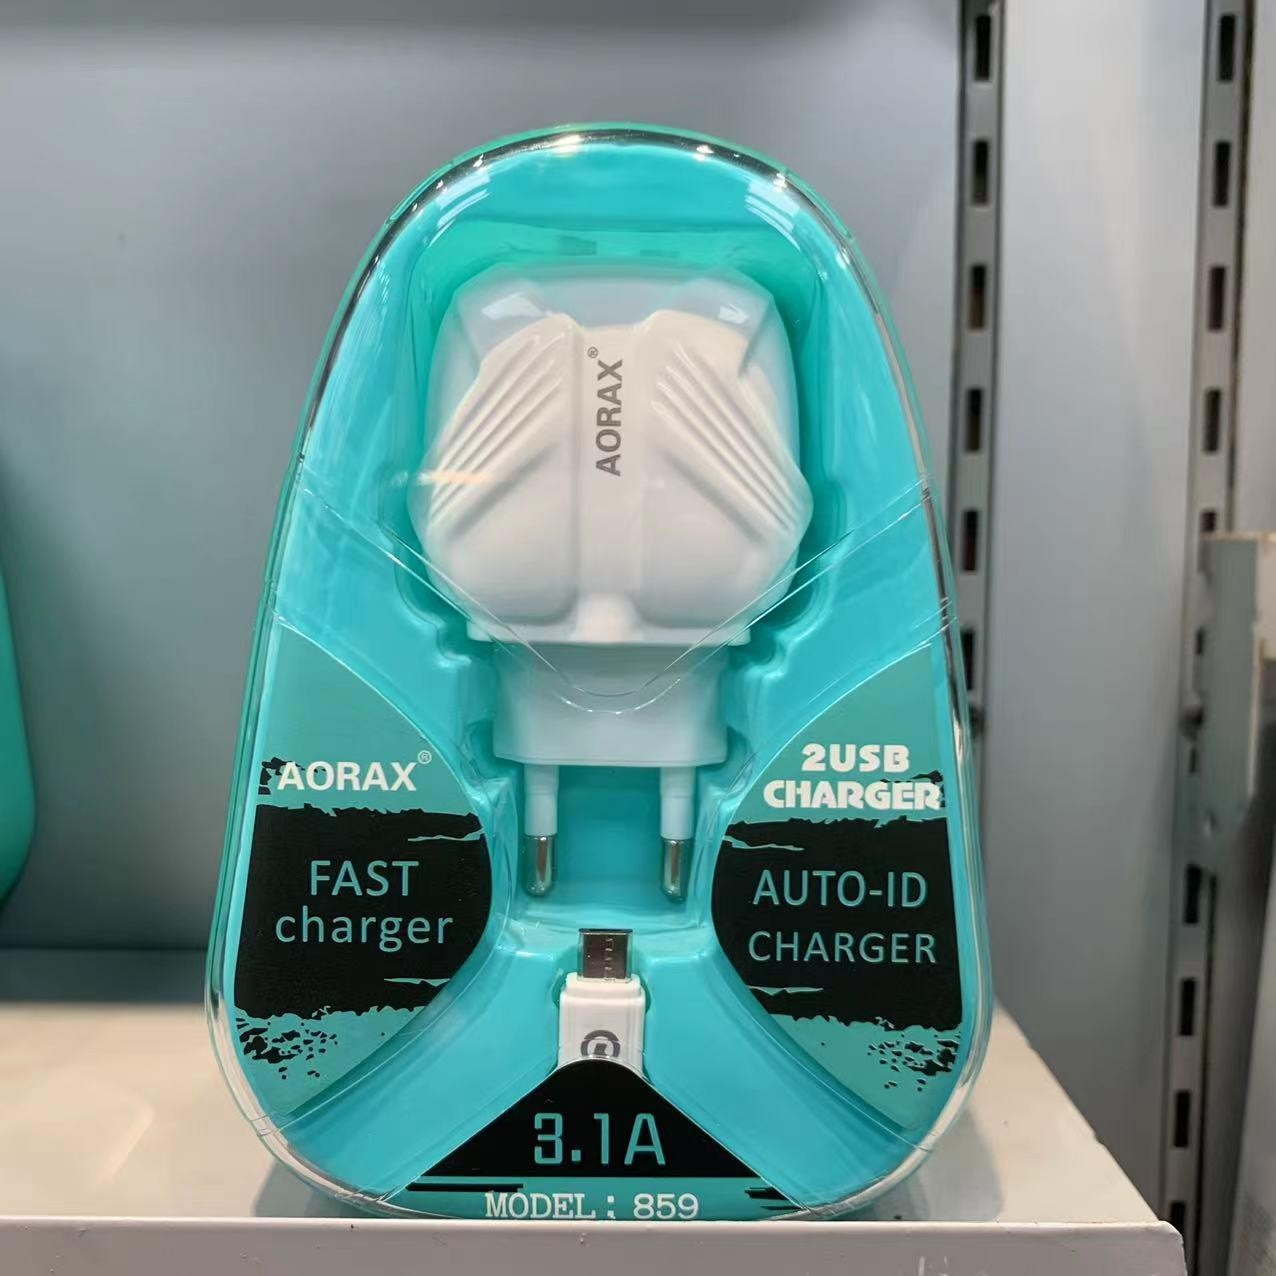 AORAX®
AORAX®
FAST
charger
2USB
CHARGER
AUTO-ID
CHARGER
3.1A
MODEL: 859